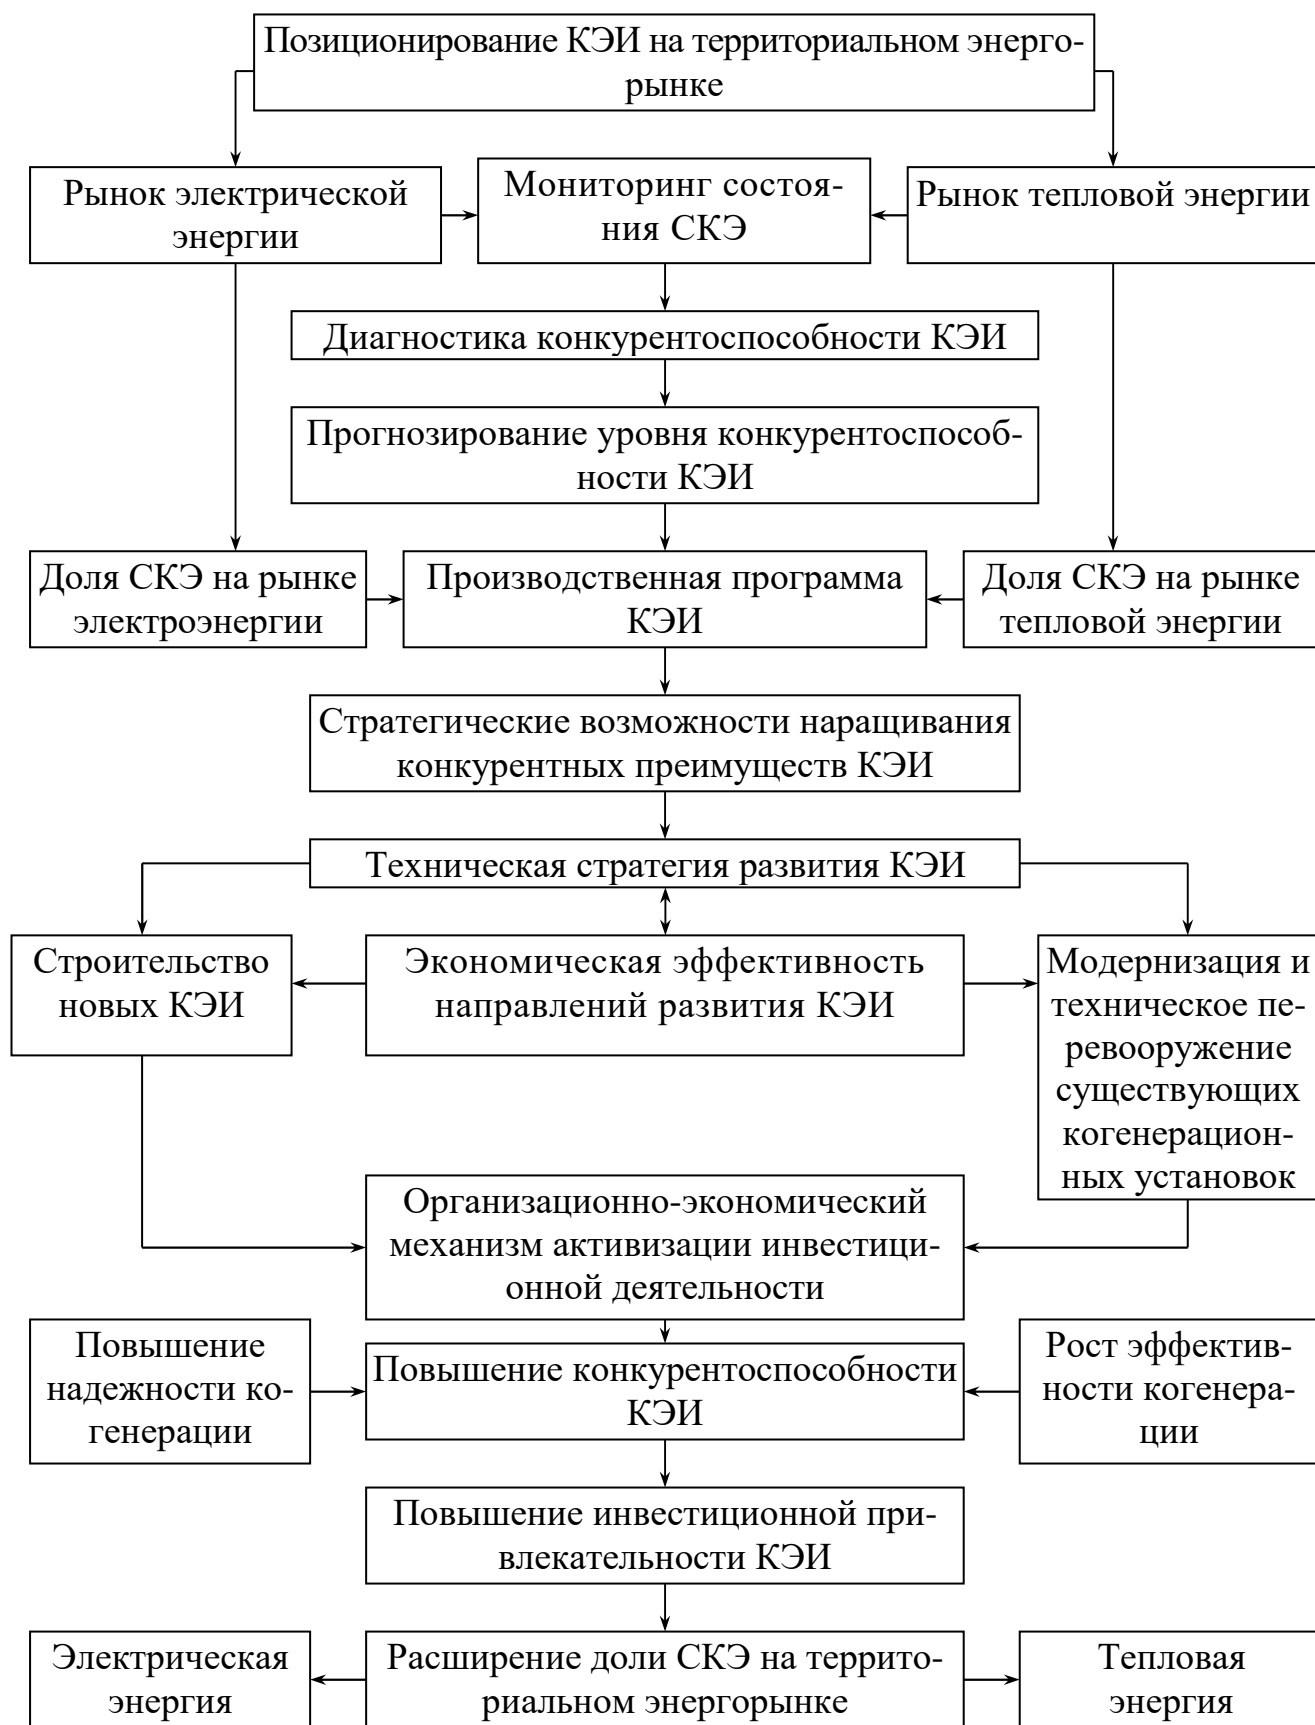 Позиционирование КЭИ на территориальном энерго-
рынке
Рынок электрической
энергии
Мониторинг состоя-
ния СКЭ
Рынок тепловой энергии
Диагностика конкурентоспособности КЭИ
Прогнозирование уровня конкурентоспособ-
ности КЭИ
Доля СКЭ на рынке
электроэнергии
Производственная программа
КЭИ
Доля СКЭ на рынке
тепловой энергии
Стратегические возможности наращивания
конкурентных преимуществ КЭИ
Техническая стратегия развития КЭИ
Строительство
новых КЭИ
Экономическая эффективность
направлений развития КЭИ
Модернизация и
техническое пе-
ревооружение
существующих
когенерацион-
ных установок
Организационно-экономический
механизм активизации инвестици-
онной деятельности
Повышение
надежности ко-
генерации
Повышение конкурентоспособности
КЭИ
Рост эффектив-
ности когенера-
ции
Повышение инвестиционной при-
влекательности КЭИ
Электрическая
энергия
Расширение доли СКЭ на террито-
риальном энергорынке
Тепловая
энергия